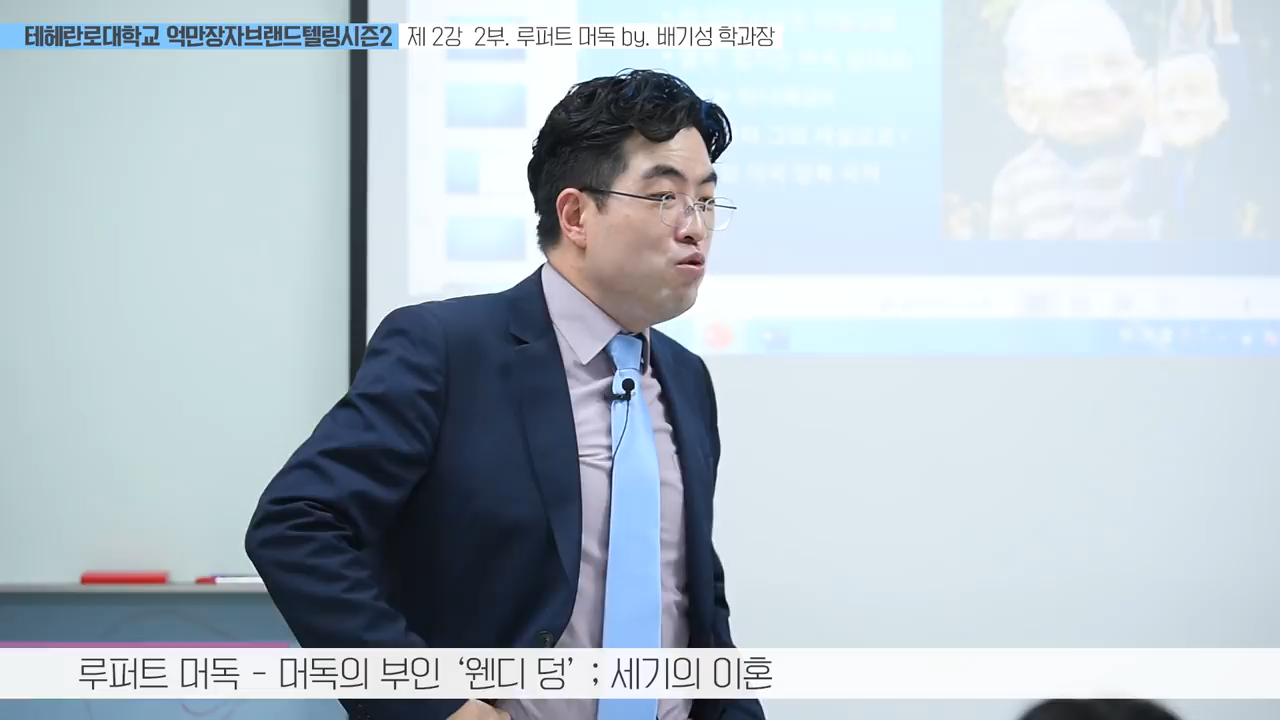 테헤란로대학교 억만장자브랜드텔링시즌2 제 2강 2부. 루퍼트 머독 by. 배기성 학과장
루퍼트 머독 - 머독의 부인 ‘웬디 덩’ ; 세기의 이혼